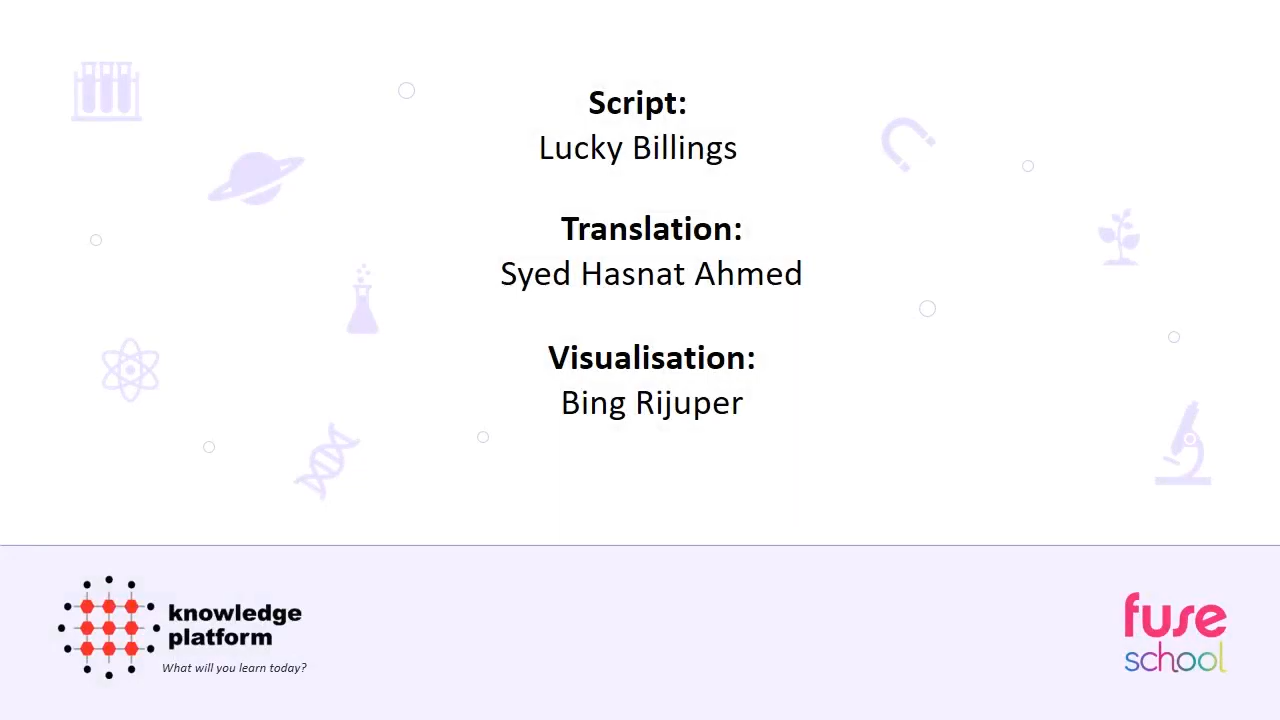 Script:
Lucky Billings
Translation:
Syed Hasnat Ahmed
Visualisation:
Bing Rijuper
knowledge
platform
What will you learn today?
fuse
school